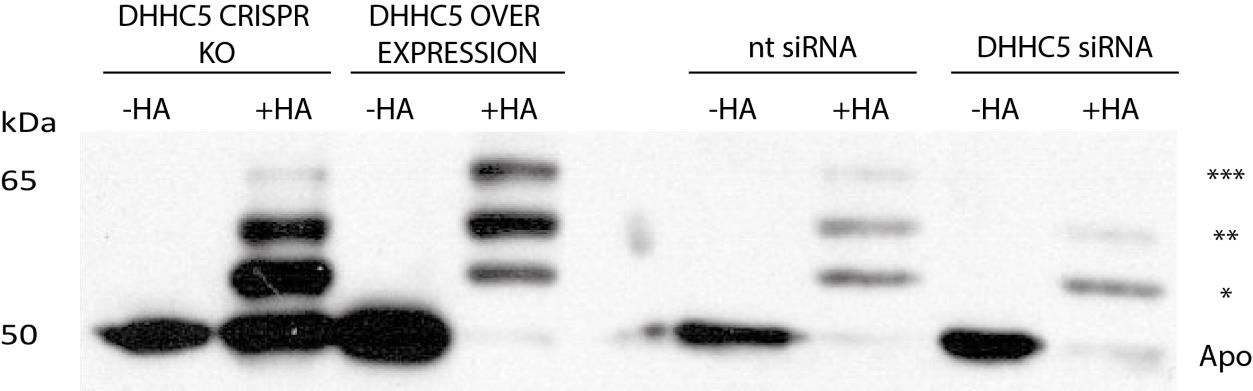 DHHC5 CRISPR
KO
DHHC5 OVER
EXPRESSION
nt siRNA
DHHC5 siRNA
-HA
+HA
-HA
+HA
-HA
+HA
-HA
+HA
kDa
65
50
***
**
*
Apo